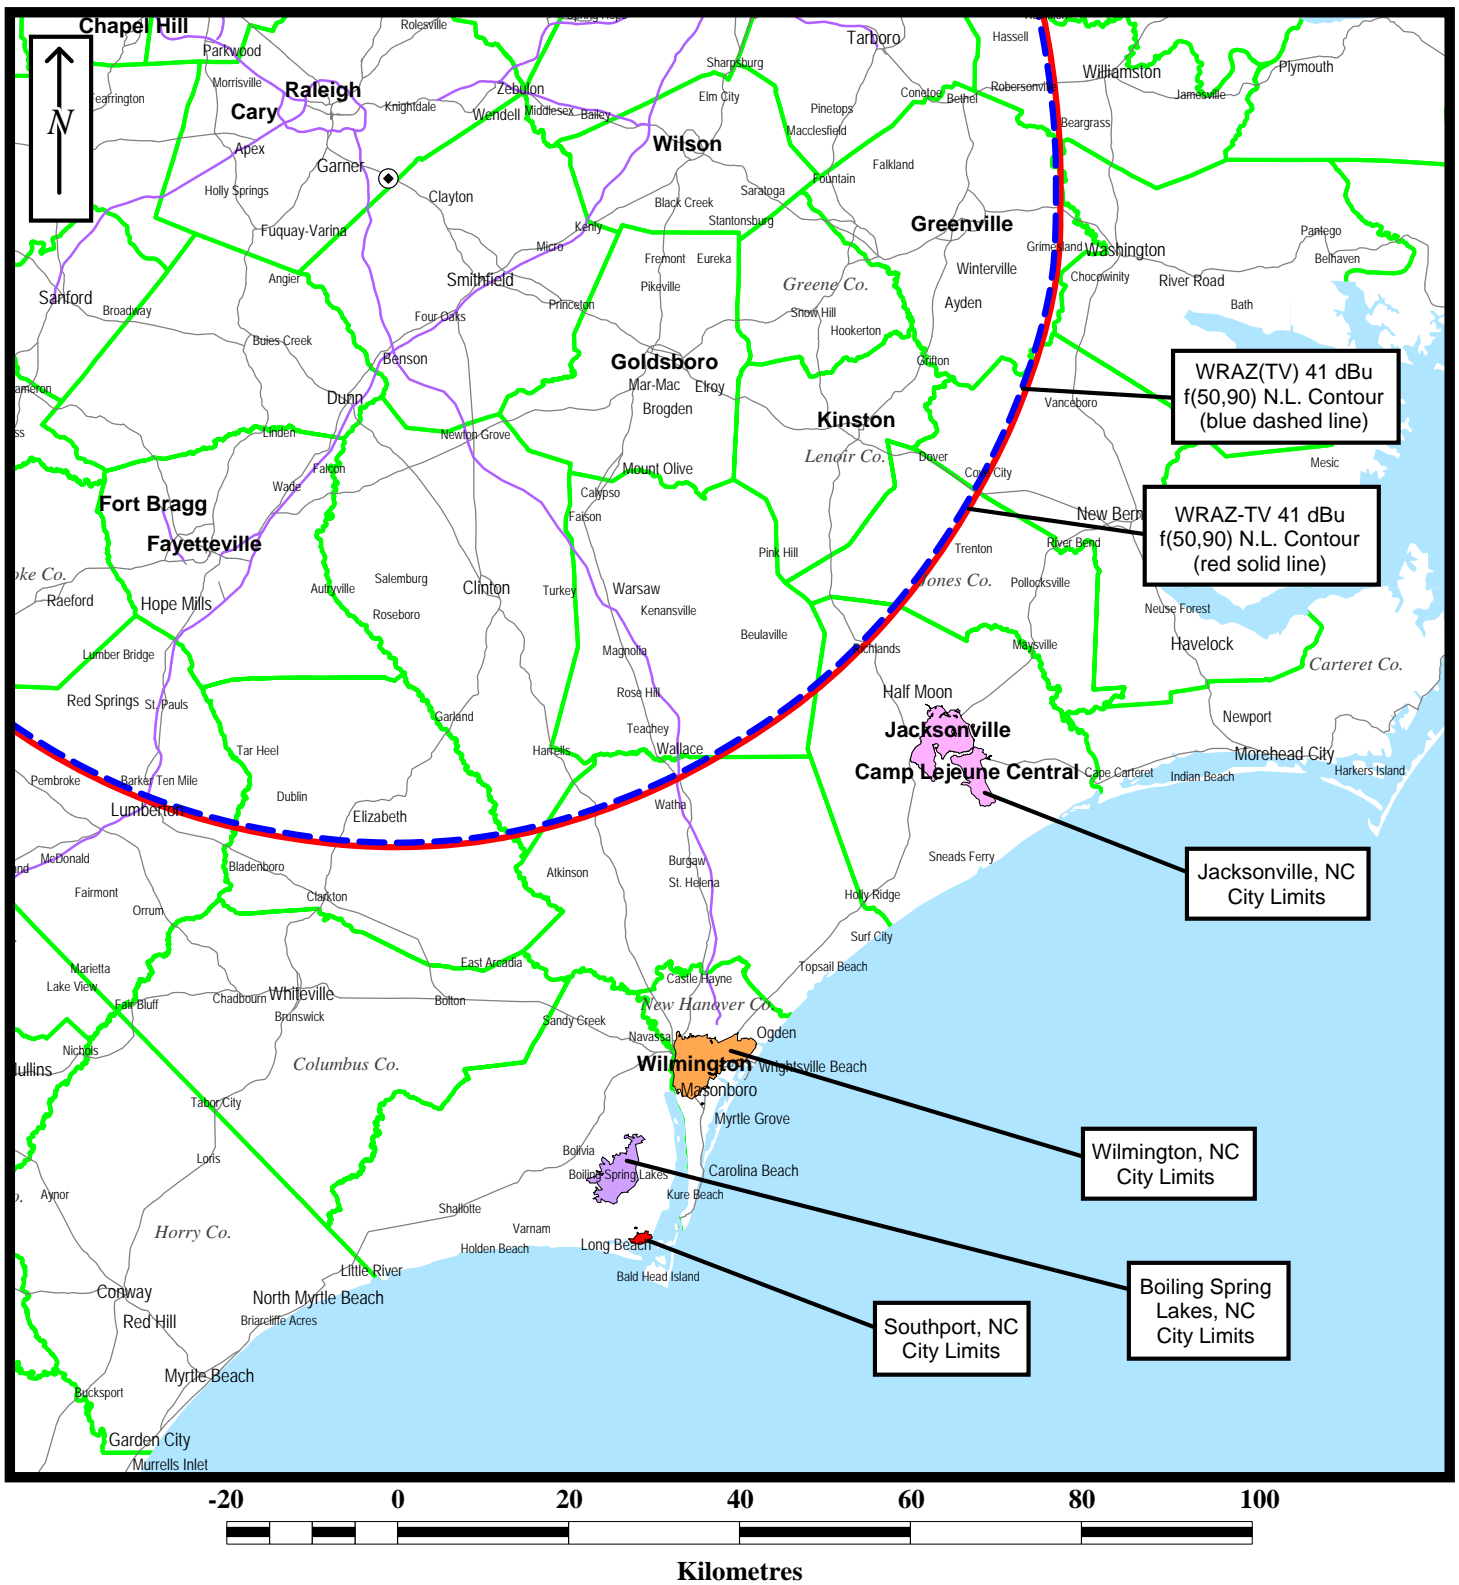 Chapel Hill
Rolesville
Tarboro
Hassell
Parkwood
Sharpsburg
Williamston
Plymouth
Morrisville
Raleigh
Zebulon
Elm City
Conetoe
Bethel
Robersonville
Jamesville
Fearrington
Cary
Knightdale
Wendell
Middlesex
Bailey
Pinetops
Beargrass
N
Apex
Wilson
Macclesfield
Garner
Falkland
Holly Springs
Clayton
Saratoga
Fountain
Black Creek
Stantonsburg
Fuquay-Varina
Kenly
Greenville
Pantego
Micro
Grimesland
Washington
Fremont
Eureka
Belhaven
Angier
Smithfield
Pikeville
Greene Co.
Winterville
Chocowinity
River Road
Sanford
Broadway
Princeton
Snow Hill
Ayden
Bath
Four Oaks
Hookerton
Buies Creek
Benson
Goldsboro
Grifton
WRAZ(TV) 41 dBu
f(50,90) N.L. Contour
(blue dashed line)
Mar-Mac
Elroy
Dunn
Brogden
Vanceboro
Kinston
Linden
Newton Grove
Lenoir Co.
Dover
Mesic
Falcon
Mount Olive
Cove City
Wade
Calypso
Fort Bragg
Faison
New Bern
WRAZ-TV 41 dBu
f(50,90) N.L. Contour
(red solid line)
Fayetteville
Pink Hill
Trenton
River Bend
Jones Co.
Pollocksville
Raeford
Hope Mills
Autryville
Salemburg
Clinton
Turkey
Warsaw
Roseboro
Kenansville
Neuse Forest
Beulaville
Lumber Bridge
Magnolia
Richlands
Maysville
Havelock
Carteret Co.
Red Springs
St. Pauls
Rose Hill
Half Moon
Garland
Newport
Teachey
Jacksonville
Tar Heel
Harrells
Wallace
Morehead City
Pembroke
Barker Ten Mile
Camp Lejeune Central
Cape Carteret
Indian Beach
Harkers Island
Dublin
Lumberton
Elizabeth
Watha
McDonald
Bladenboro
Atkinson
Burgaw
Sneads Ferry
St. Helena
Jacksonville, NC
City Limits
Fairmont
Orrum
Clarkton
Holly Ridge
Surf City
Marietta
East Arcadia
Topsail Beach
Lake View
Castle Hayne
Fair Bluff
Chadbourn
Whiteville
Bolton
New Hanover Co.
Brunswick
Sandy Creek
Navassa
Ogden
Nichols
Columbus Co.
Wilmington
Wrightsville Beach
Masonboro
Tabor City
Myrtle Grove
Wilmington, NC
City Limits
Loris
Bolivia
Boiling Spring Lakes
Carolina Beach
Aynor
Kure Beach
Shallotte
Horry Co.
Varnam
Holden Beach
Long Beach
Little River
Bald Head Island
Conway
North Myrtle Beach
Boiling Spring
Lakes, NC
City Limits
Red Hill
Briarcliffe Acres
Southport, NC
City Limits
Myrtle Beach
Bucksport
Garden City
Murrells Inlet
-20 0 20 40 60 80 100
Kilometres